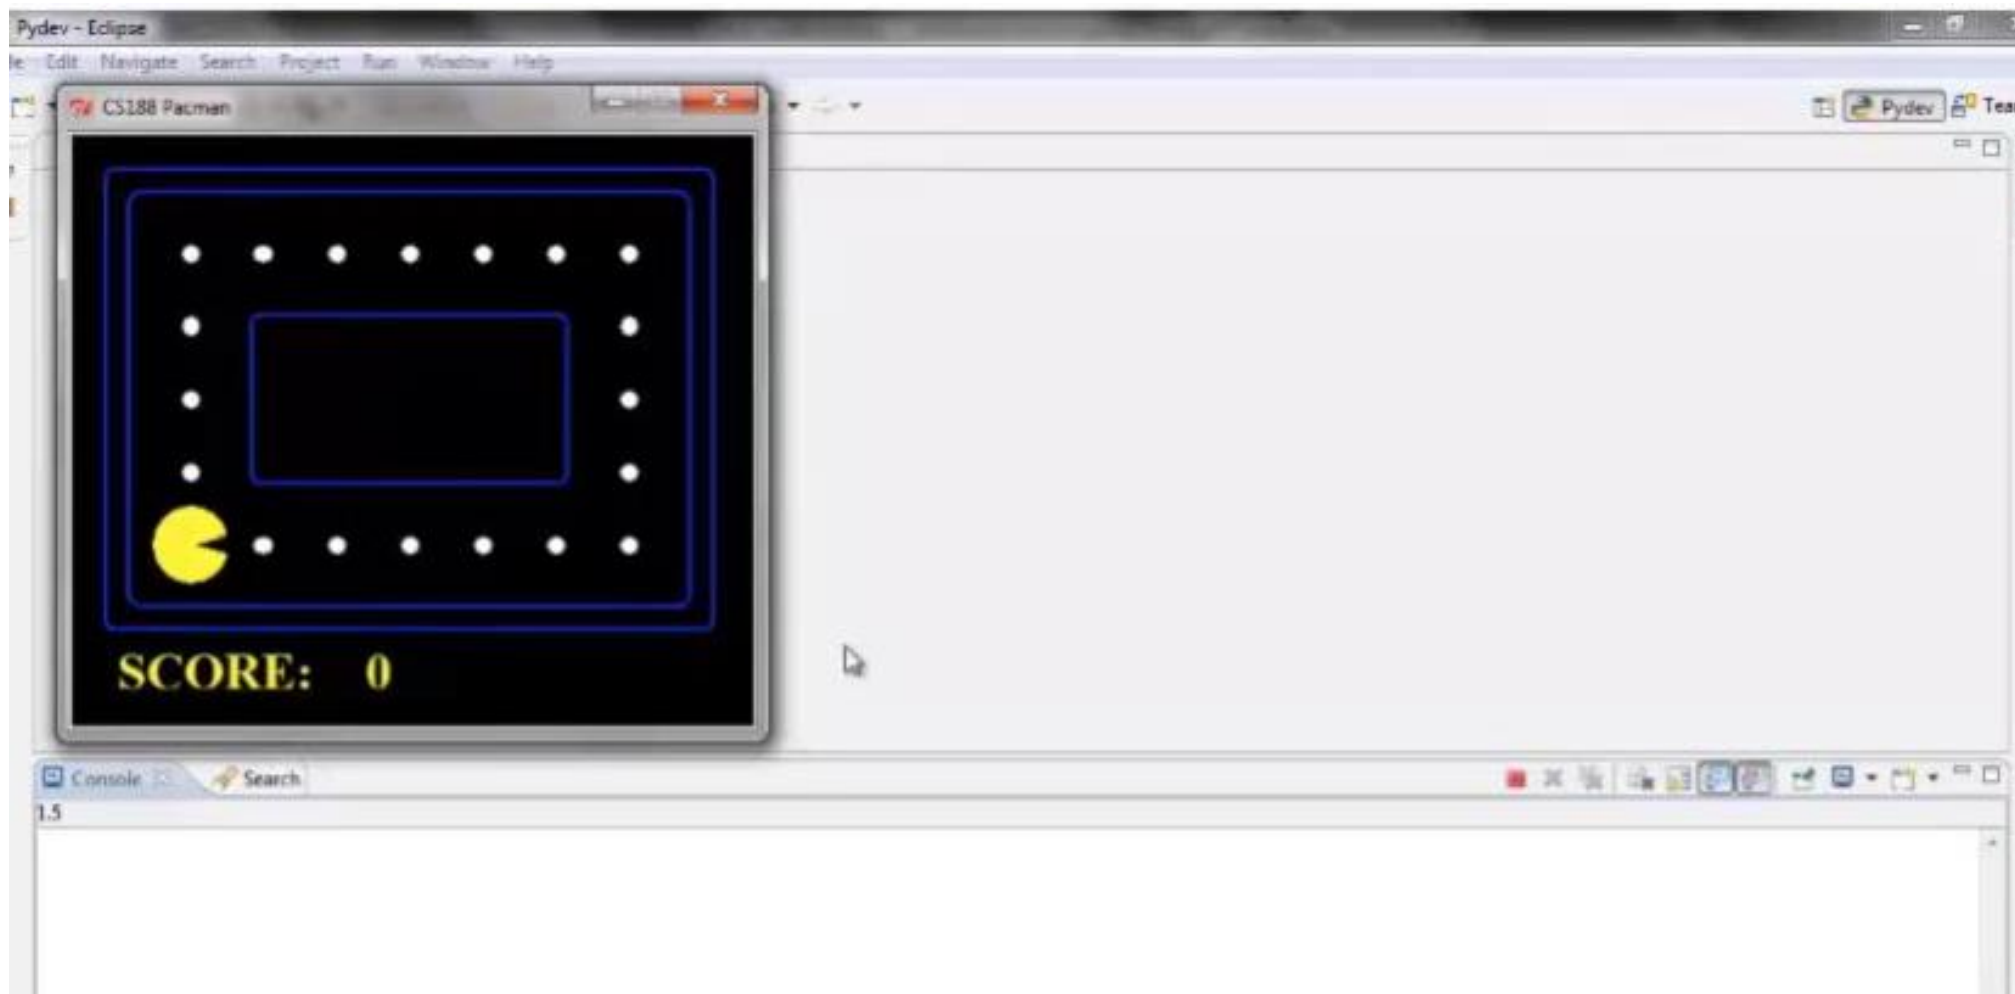 Pydev - Eclipse
Edit Navigate Search Project Run Window Help
CS188 Pacman
Pydev
SCORE: 0
Console Search
1.5